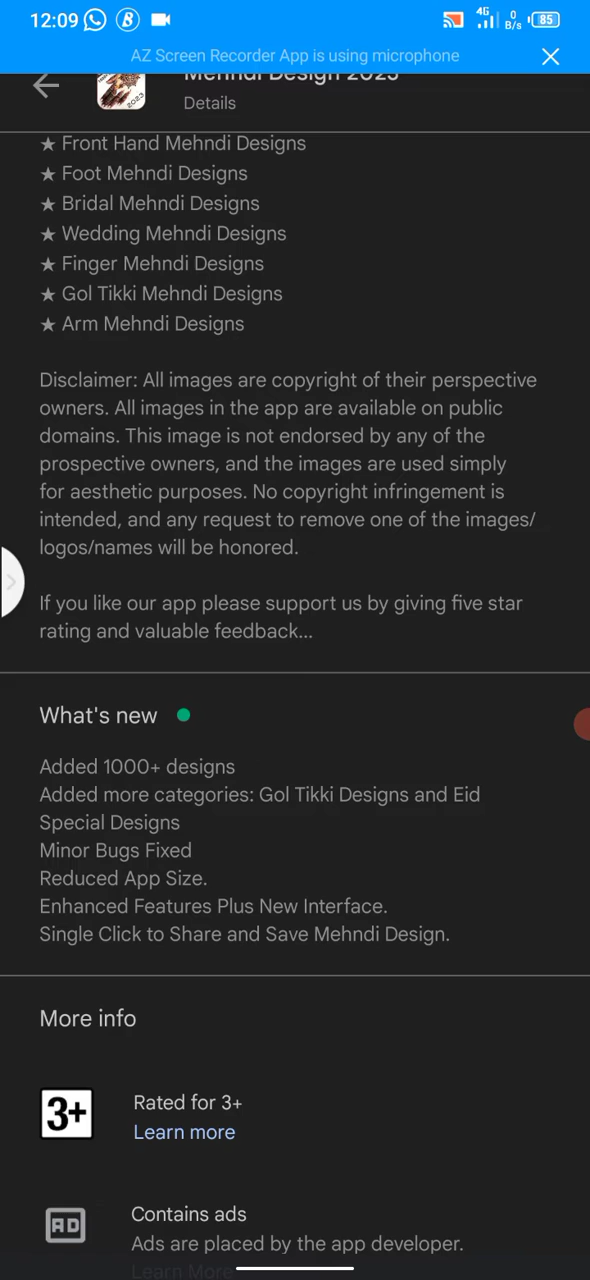 12:09
4G
0
B/s
85
AZ Screen Recorder App is using microphone
Mehndi Design 2023
Details
★ Front Hand Mehndi Designs
★ Foot Mehndi Designs
★ Bridal Mehndi Designs
★ Wedding Mehndi Designs
★ Finger Mehndi Designs
★ Gol Tikki Mehndi Designs
★ Arm Mehndi Designs
Disclaimer: All images are copyright of their perspective
owners. All images in the app are available on public
domains. This image is not endorsed by any of the
prospective owners, and the images are used simply
for aesthetic purposes. No copyright infringement is
intended, and any request to remove one of the images/
logos/names will be honored.
If you like our app please support us by giving five star
rating and valuable feedback...
What's new
Added 1000+ designs
Added more categories: Gol Tikki Designs and Eid
Special Designs
Minor Bugs Fixed
Reduced App Size.
Enhanced Features Plus New Interface.
Single Click to Share and Save Mehndi Design.
More info
3+
Rated for 3+
Learn more
AD
Contains ads
Ads are placed by the app developer.
Learn More